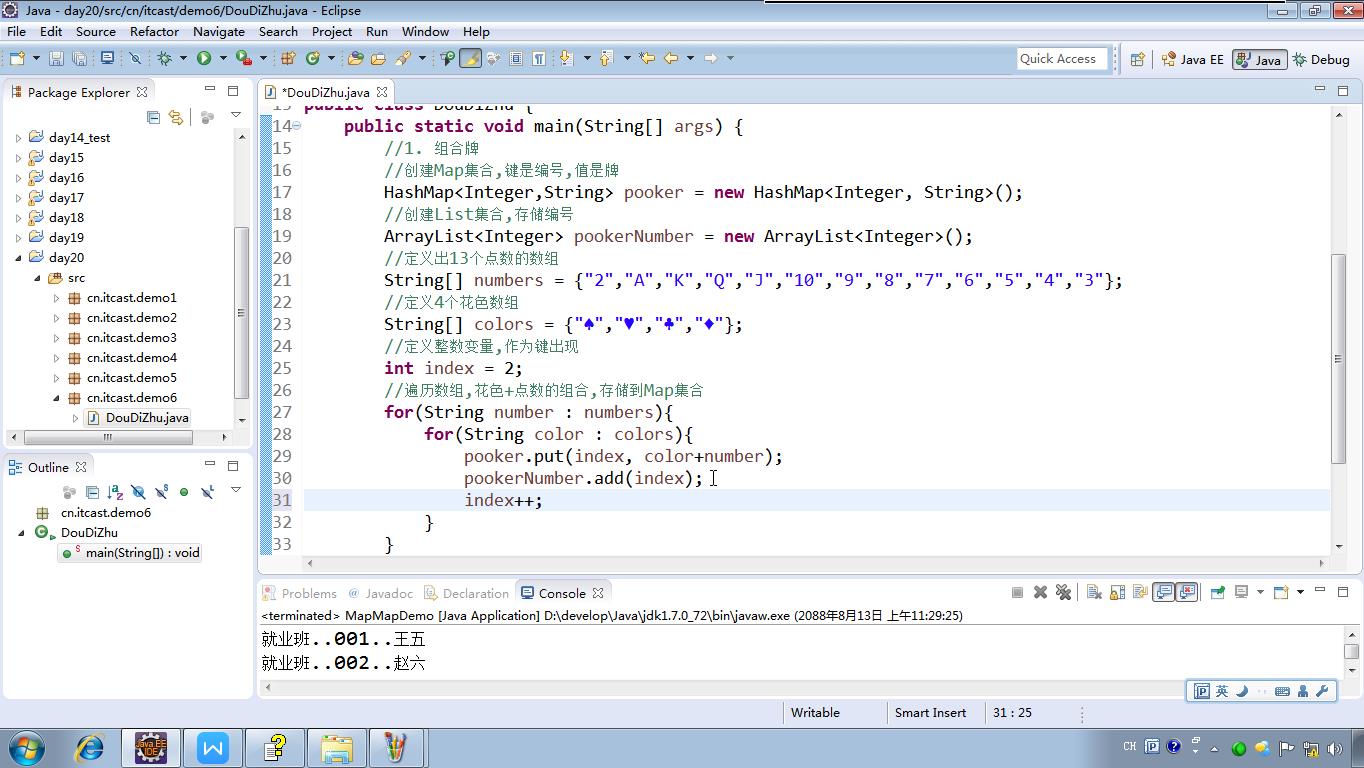 Java - day20/src/cn/itcast/demo6/DouDiZhu.java - Eclipse
File Edit Source Refactor Navigate Search Project Run Window Help
Quick Access Java EE Java Debug
Package Explorer
day14_test
day15
day16
day17
day18
day19
day20
src
cn.itcast.demo1
cn.itcast.demo2
cn.itcast.demo3
cn.itcast.demo4
cn.itcast.demo5
cn.itcast.demo6
DouDiZhu.java
Outline
cn.itcast.demo6
DouDiZhu
main(String[]) : void
*DouDiZhu.java
13 public class DouDiZhu {
14 public static void main(String[] args) {
15 //1. 组合牌
16 //创建Map集合,键是编号,值是牌
17 HashMap<Integer,String> pooker = new HashMap<Integer, String>();
18 //创建List集合,存储编号
19 ArrayList<Integer> pookerNumber = new ArrayList<Integer>();
20 //定义出13个点数的数组
21 String[] numbers = {"2","A","K","Q","J","10","9","8","7","6","5","4","3"};
22 //定义4个花色数组
23 String[] colors = {"♠","♥","♣","♦"};
24 //定义整数变量,作为键出现
25 int index = 2;
26 //遍历数组,花色+点数的组合,存储到Map集合
27 for(String number : numbers){
28 for(String color : colors){
29 pooker.put(index, color+number);
30 pookerNumber.add(index);
31 index++;
32 }
33 }
Problems @ Javadoc Declaration Console
<terminated> MapMapDemo [Java Application] D:\develop\Java\jdk1.7.0_72\bin\javaw.exe (2088年8月13日 上午11:29:25)
就业班..001..王五
就业班..002..赵六
英
Writable Smart Insert 31 : 25
Java EE IDE
CH